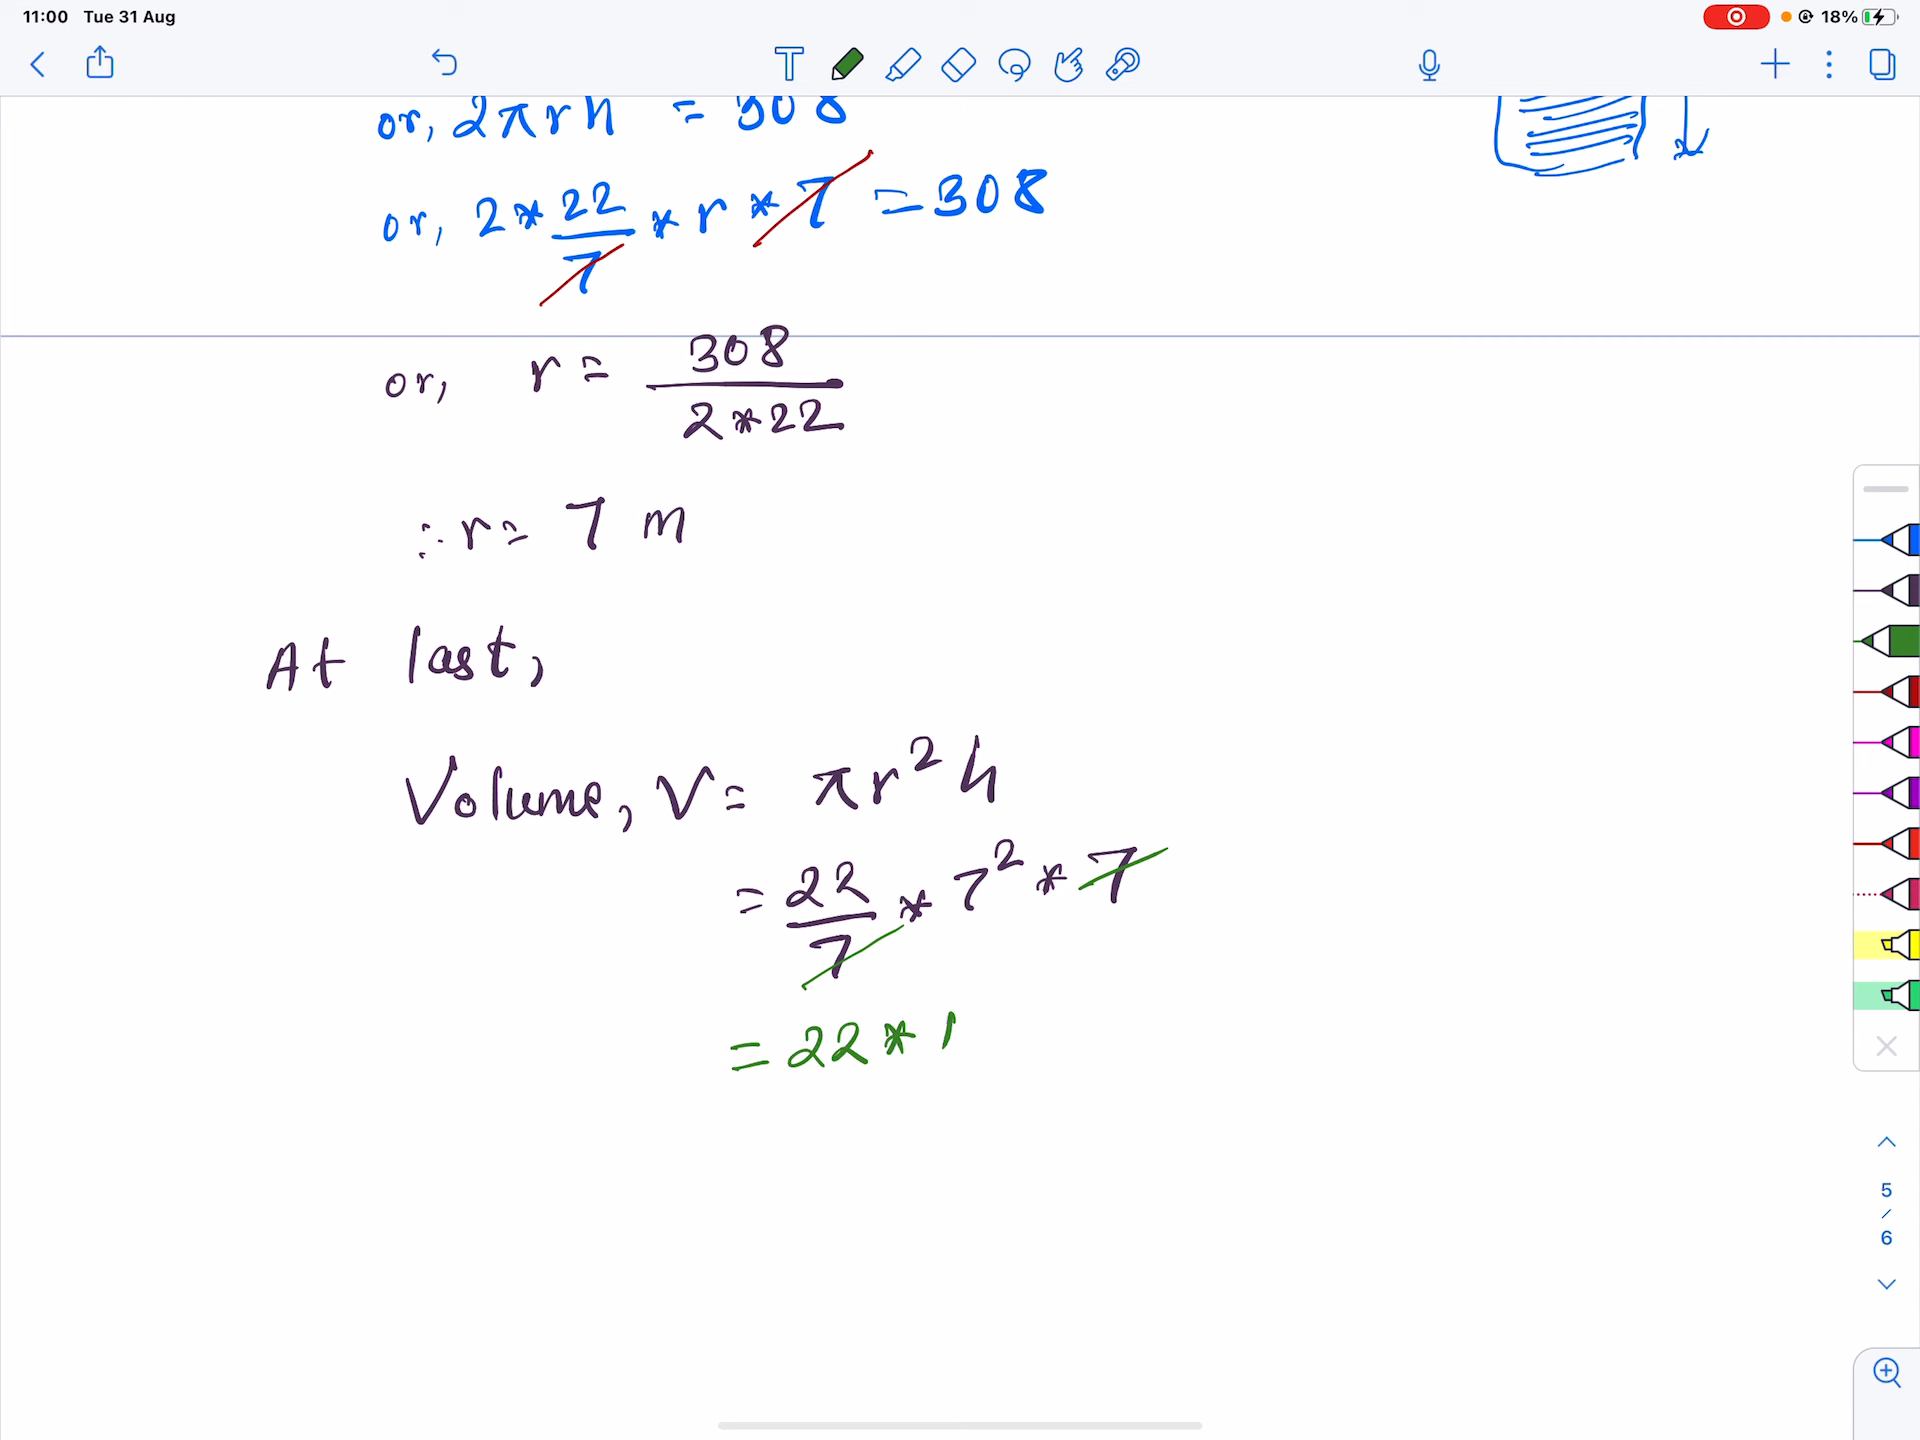 11:00 Tue 31 Aug 18%
T
or, 2πrh = 308
or, 2*22/7 * r * 7 = 308
or, r = 308/2*22
∴ r = 7 m
At last,
Volume, V = πr²h
= 22/7 * 7² * 7
= 22 *
5
/
6